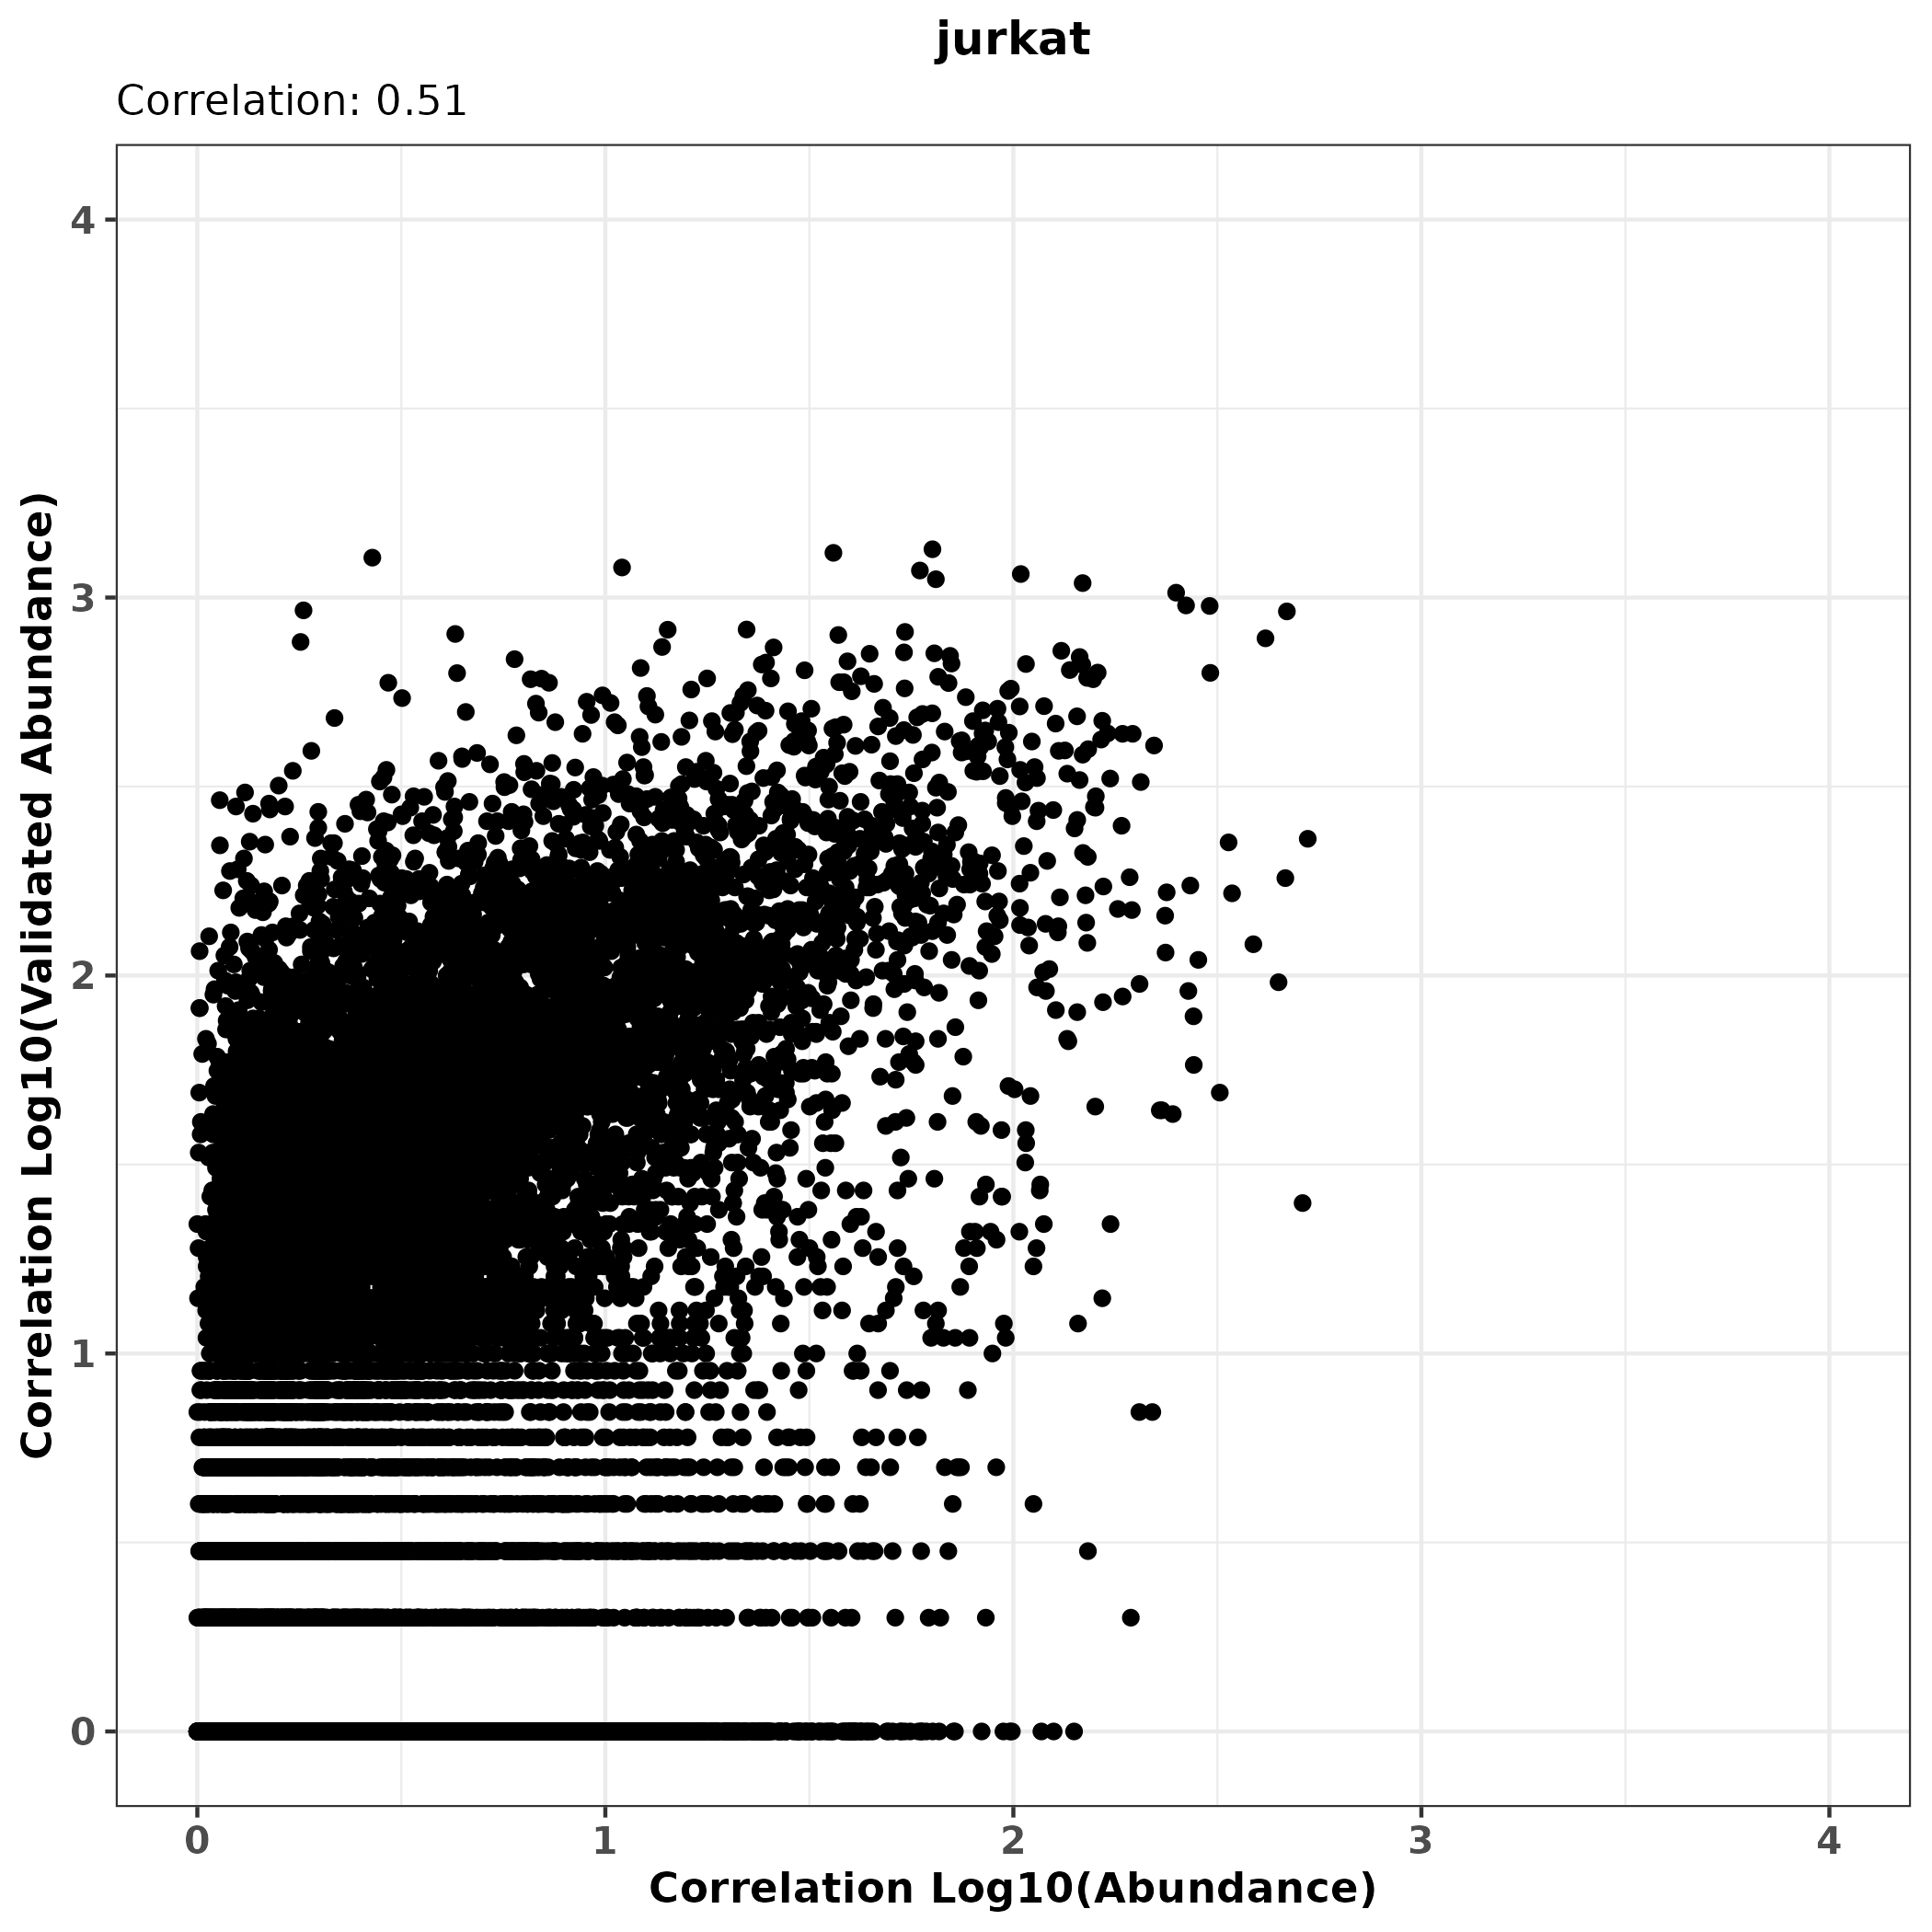 jurkat
Correlation: 0.51
Correlation Log10(Validated Abundance)
4
3
2
1
0
0 1 2 3 4
Correlation Log10(Abundance)